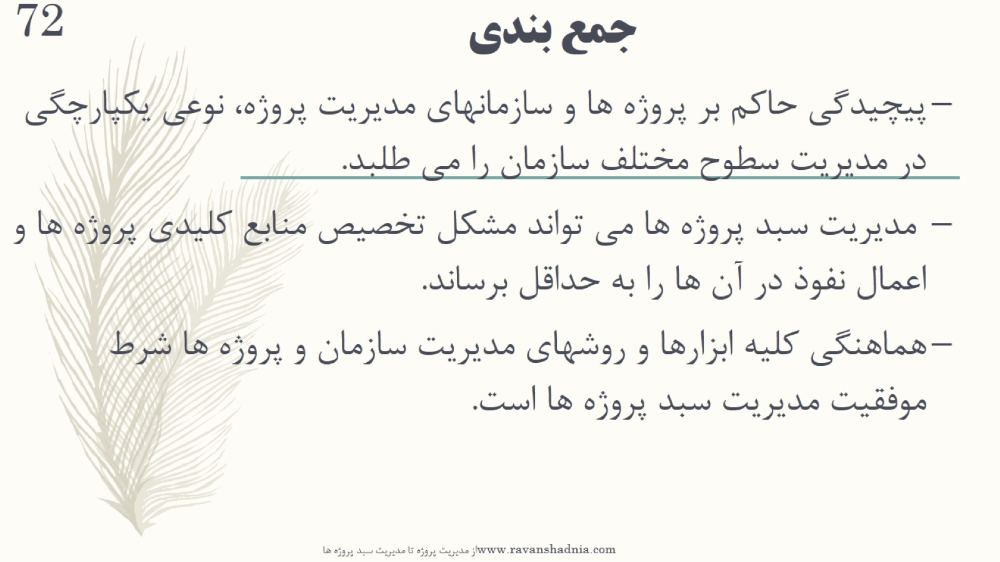 72
جمع بندی
–پیچیدگی حاکم بر پروژه ها و سازمانهای مدیریت پروژه، نوعی یکپارچگی
در مدیریت سطوح مختلف سازمان را می طلبد.
– مدیریت سبد پروژه ها می تواند مشکل تخصیص منابع کلیدی پروژه ها و
اعمال نفوذ در آن ها را به حداقل برساند.
–هماهنگی کلیه ابزارها و روشهای مدیریت سازمان و پروژه ها شرط
موفقیت مدیریت سبد پروژه ها است.
www.ravanshadnia.comاز مدیریت پروژه تا مدیریت سبد پروژه ها